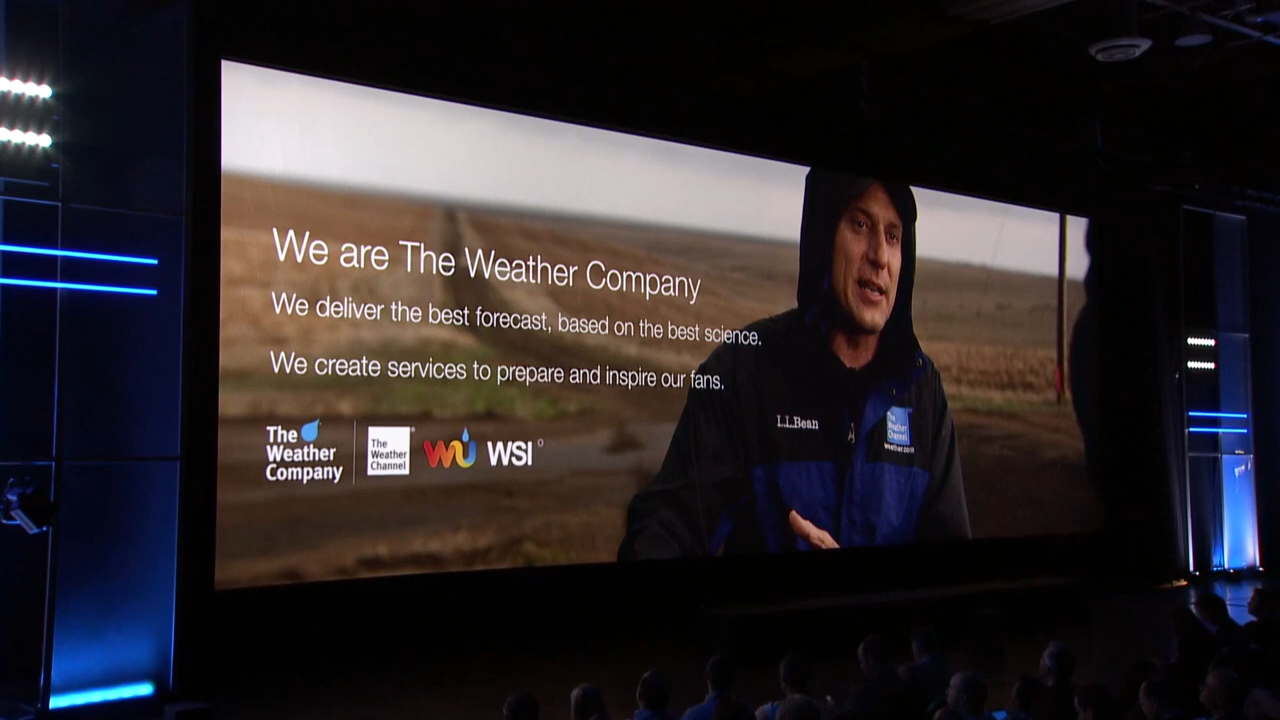 We are The Weather Company
We deliver the best forecast, based on the best science.
We create services to prepare and inspire our fans.
The
Weather
Company
The
Weather
Channel
WU WSI
L.L.Bean
The
Weather
Channel
weather.com